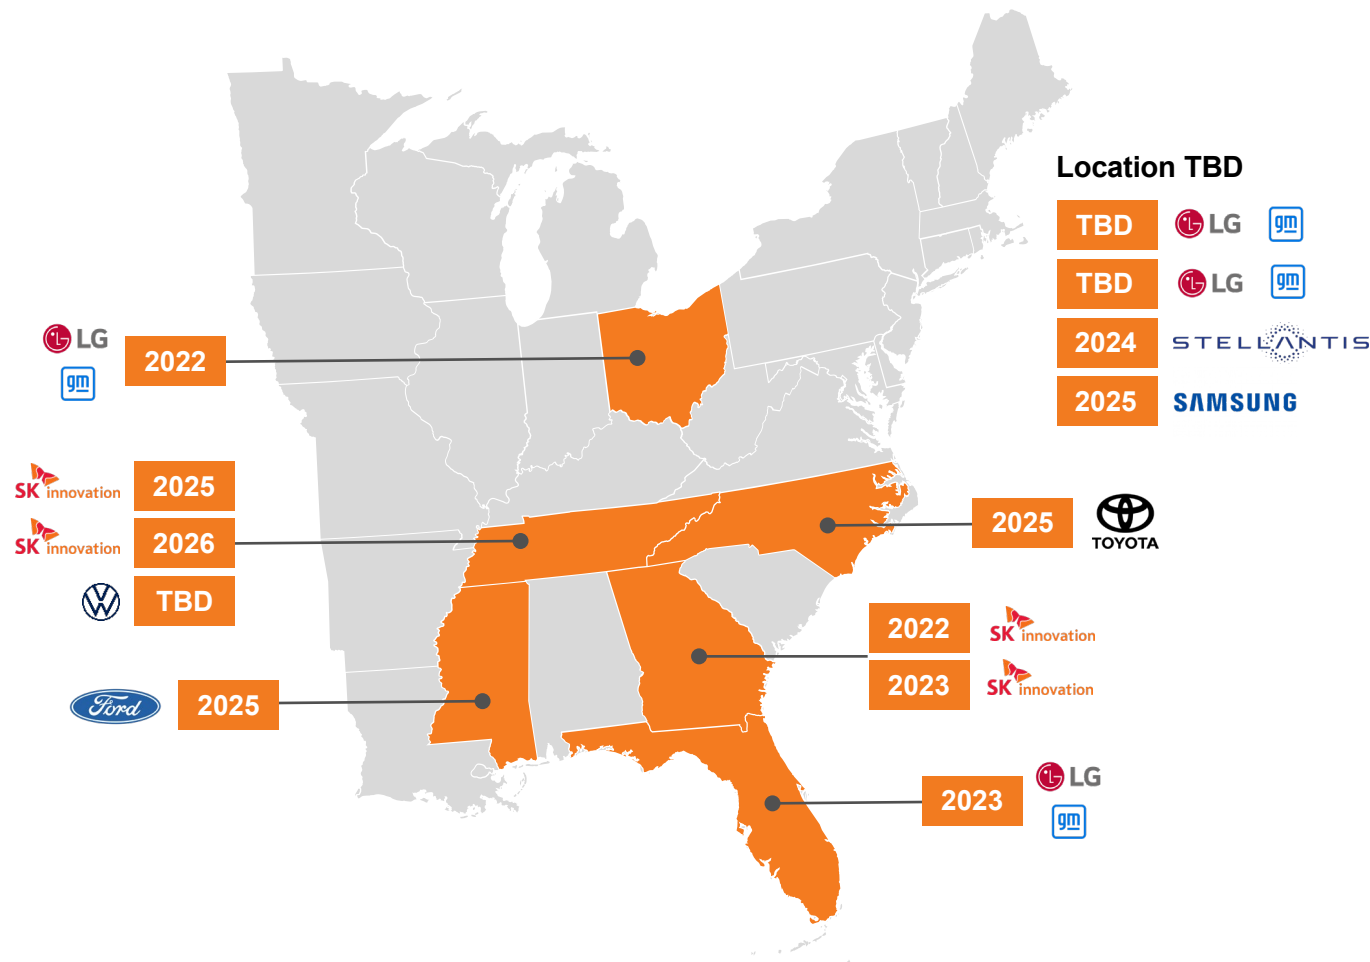 Location TBD
TBD LG gm
TBD LG gm
2024 STELLANTIS
2025 SAMSUNG
LG
gm
2022
SK innovation 2025
SK innovation 2026
VW TBD
Ford 2025
2025 TOYOTA
2022 SK innovation
2023 SK innovation
2023 LG
gm